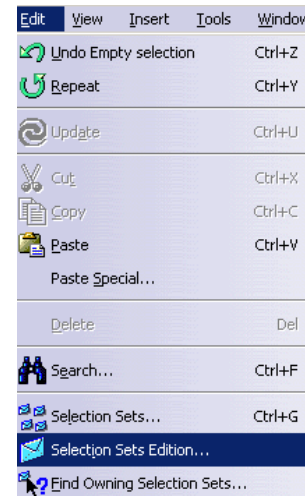 Edit View Insert Tools Window
Undo Empty selection Ctrl+Z
Repeat Ctrl+Y
Update Ctrl+U
Cut Ctrl+X
Copy Ctrl+C
Paste Ctrl+V
Paste Special...
Delete Del
Search... Ctrl+F
Selection Sets... Ctrl+G
Selection Sets Edition...
Find Owning Selection Sets...